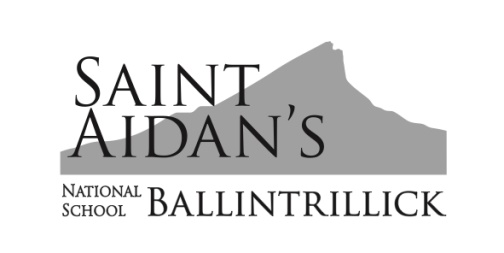 SAINT
AIDAN'S
NATIONAL
SCHOOL
BALLINTRILLICK